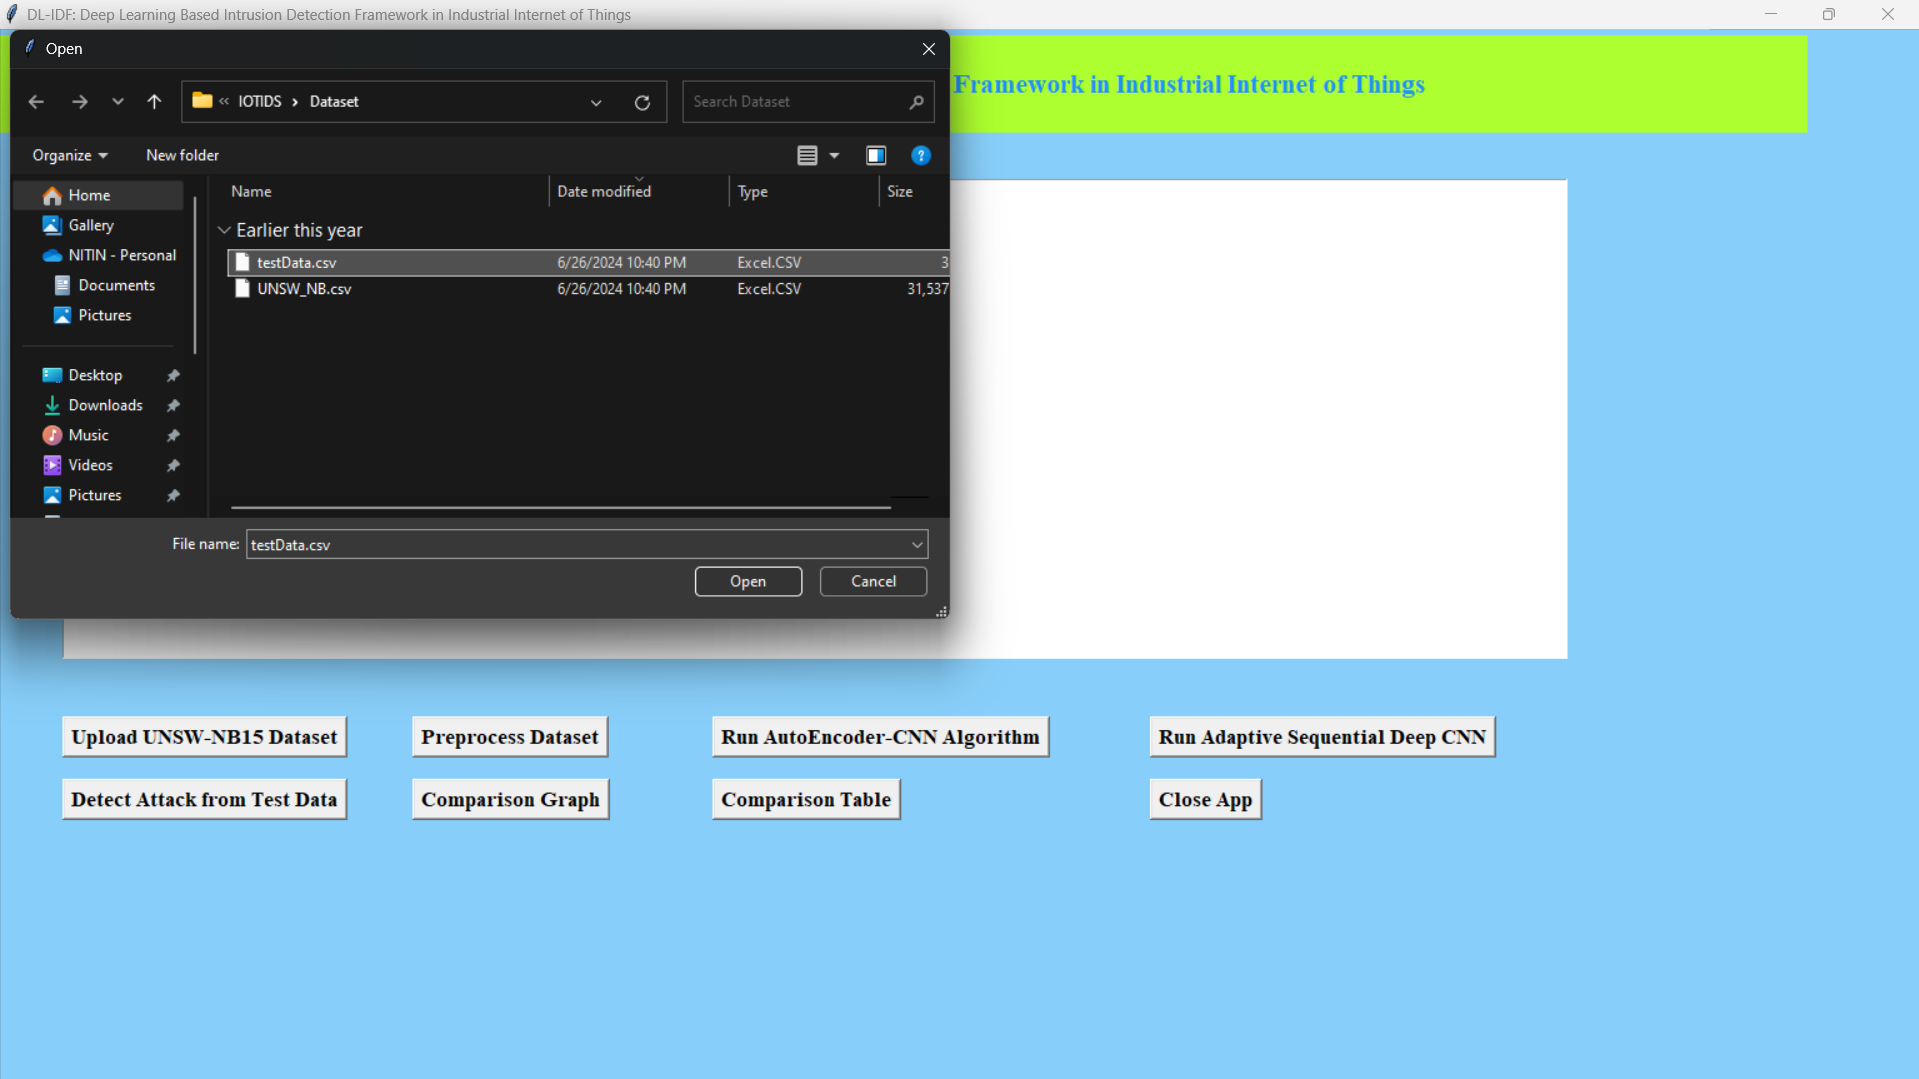 DL-IDF: Deep Learning Based Intrusion Detection Framework in Industrial Internet of Things
Open
Framework in Industrial Internet of Things
« IOTIDS › Dataset
Search Dataset
Organize
New folder
Home
Gallery
NITIN - Personal
Documents
Pictures
Desktop
Downloads
Music
Videos
Pictures
Name Date modified Type Size
Earlier this year
testData.csv 6/26/2024 10:40 PM Excel.CSV 3
UNSW_NB.csv 6/26/2024 10:40 PM Excel.CSV 31,537
File name: testData.csv
Open Cancel
Upload UNSW-NB15 Dataset Preprocess Dataset Run AutoEncoder-CNN Algorithm Run Adaptive Sequential Deep CNN
Detect Attack from Test Data Comparison Graph Comparison Table Close App